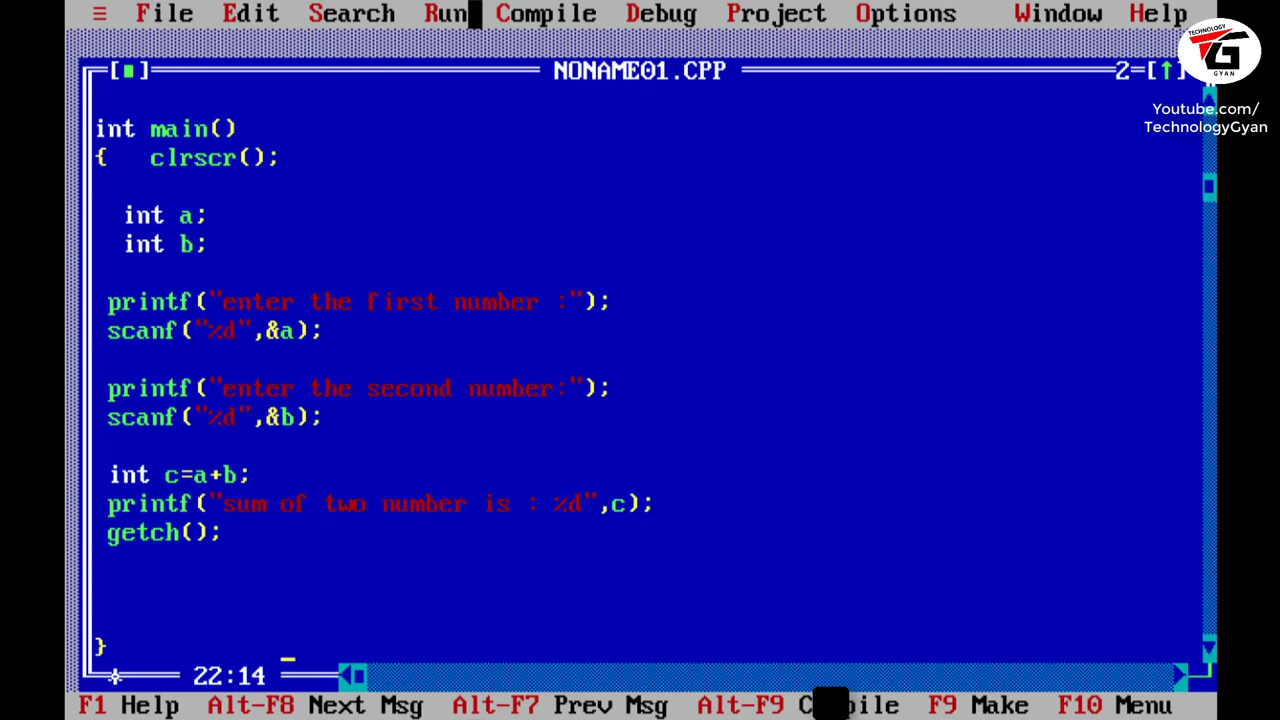 ≡ File Edit Search Run Compile Debug Project Options Window Help
[■] NONAME01.CPP 2=[↑]
TECHNOLOGY
TG
GYAN
Youtube.com/
TechnologyGyan
int main()
{   clrscr();
int a;
int b;
printf("enter the first number :");
scanf("%d",&a);
printf("enter the second number:");
scanf("%d",&b);
int c=a+b;
printf("sum of two number is : %d",c);
getch();
}
22:14
F1 Help Alt-F8 Next Msg Alt-F7 Prev Msg Alt-F9 F9 Make F10 Menu